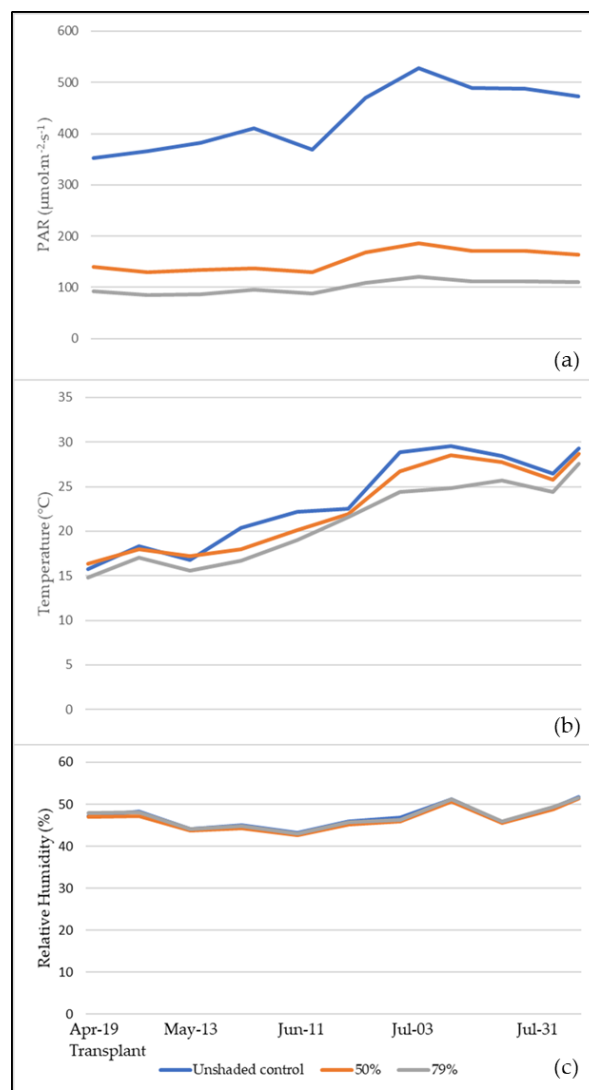 600
500
400
300
200
100
0
PAR (μmol·m⁻²·s⁻¹)
(a)
35
30
25
20
15
10
5
0
Temperature (°C)
(b)
60
50
40
30
20
10
0
Relative Humidity (%)
Apr-19 May-13 Jun-11 Jul-03 Jul-31
Transplant
Unshaded control 50% 79%
(c)